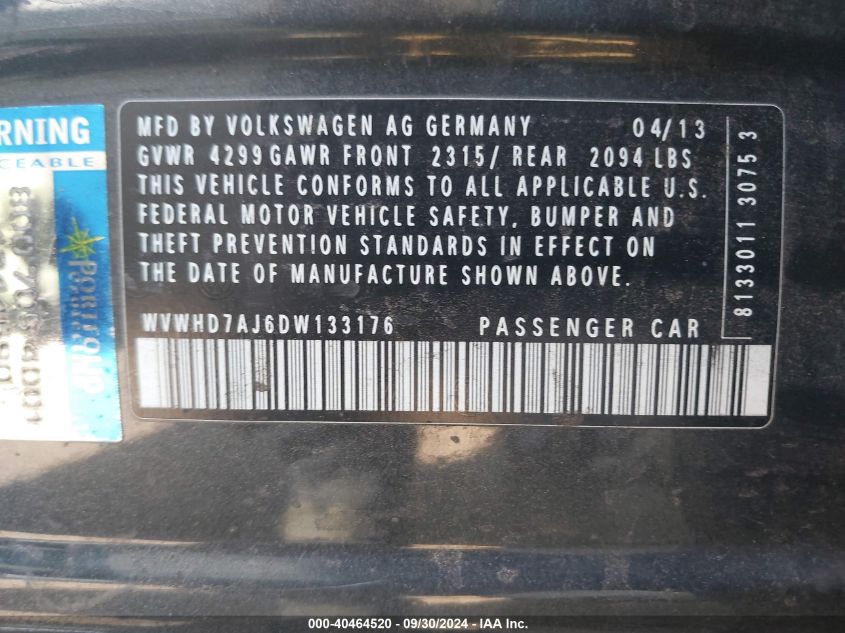 MFD BY VOLKSWAGEN AG GERMANY 04/13
GVWR 4299 GAWR FRONT 2315/ REAR 2094 LBS
THIS VEHICLE CONFORMS TO ALL APPLICABLE U.S.
FEDERAL MOTOR VEHICLE SAFETY, BUMPER AND
THEFT PREVENTION STANDARDS IN EFFECT ON
THE DATE OF MANUFACTURE SHOWN ABOVE.
WVWHD7AJ6DW133176 PASSENGER CAR
8133011 3075 3
RNING
CEABLE
000-40464520 - 09/30/2024 - IAA Inc.